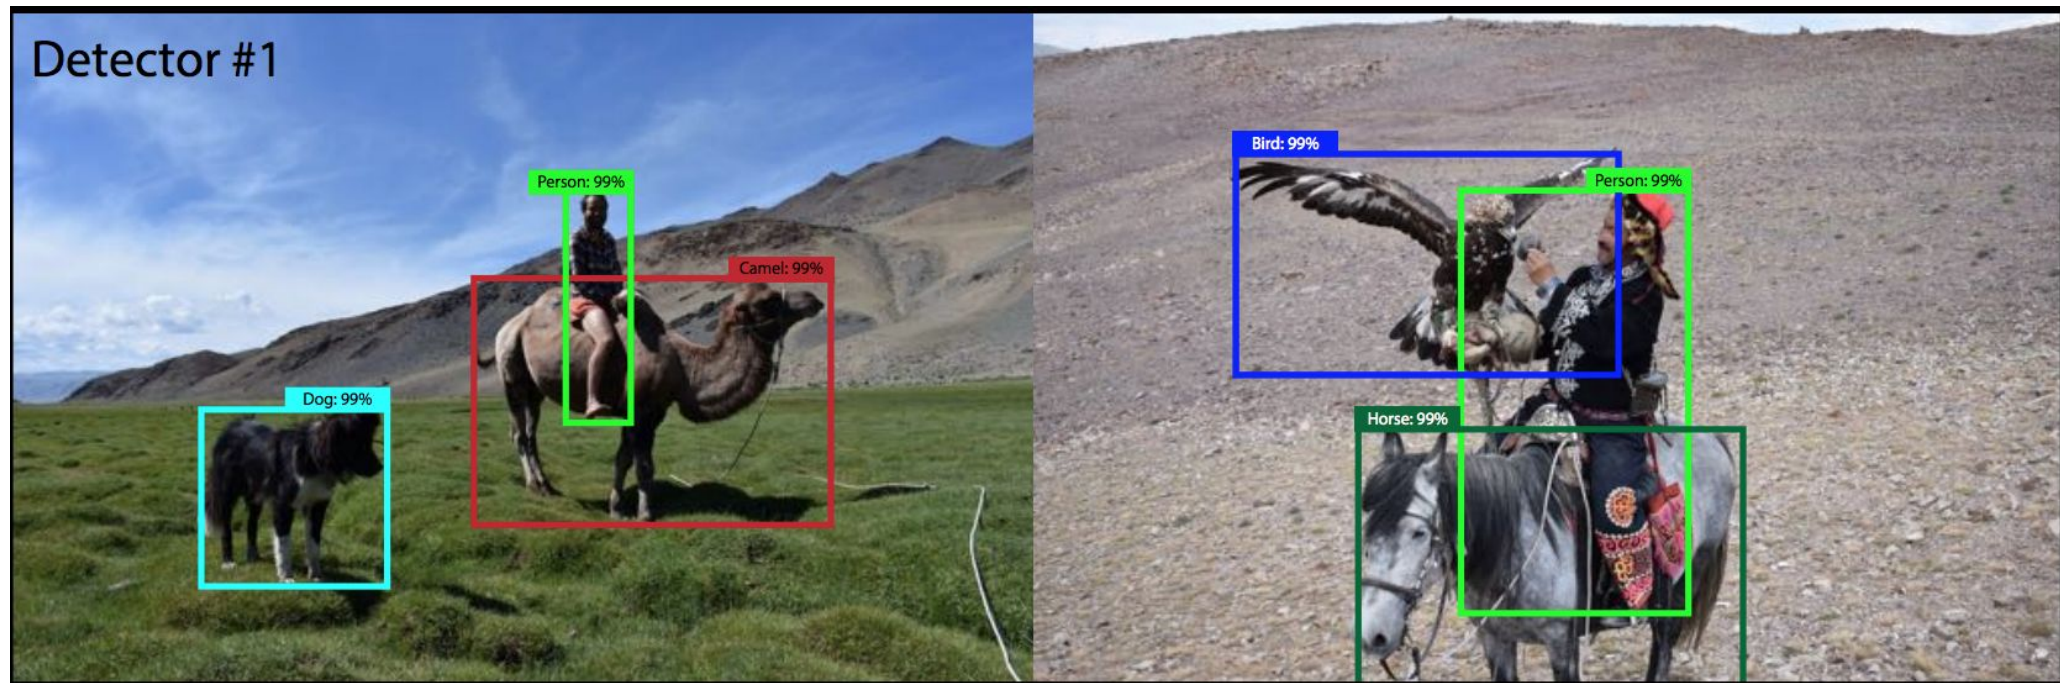 Detector #1
Person: 99%
Camel: 99%
Dog: 99%
Bird: 99%
Person: 99%
Horse: 99%